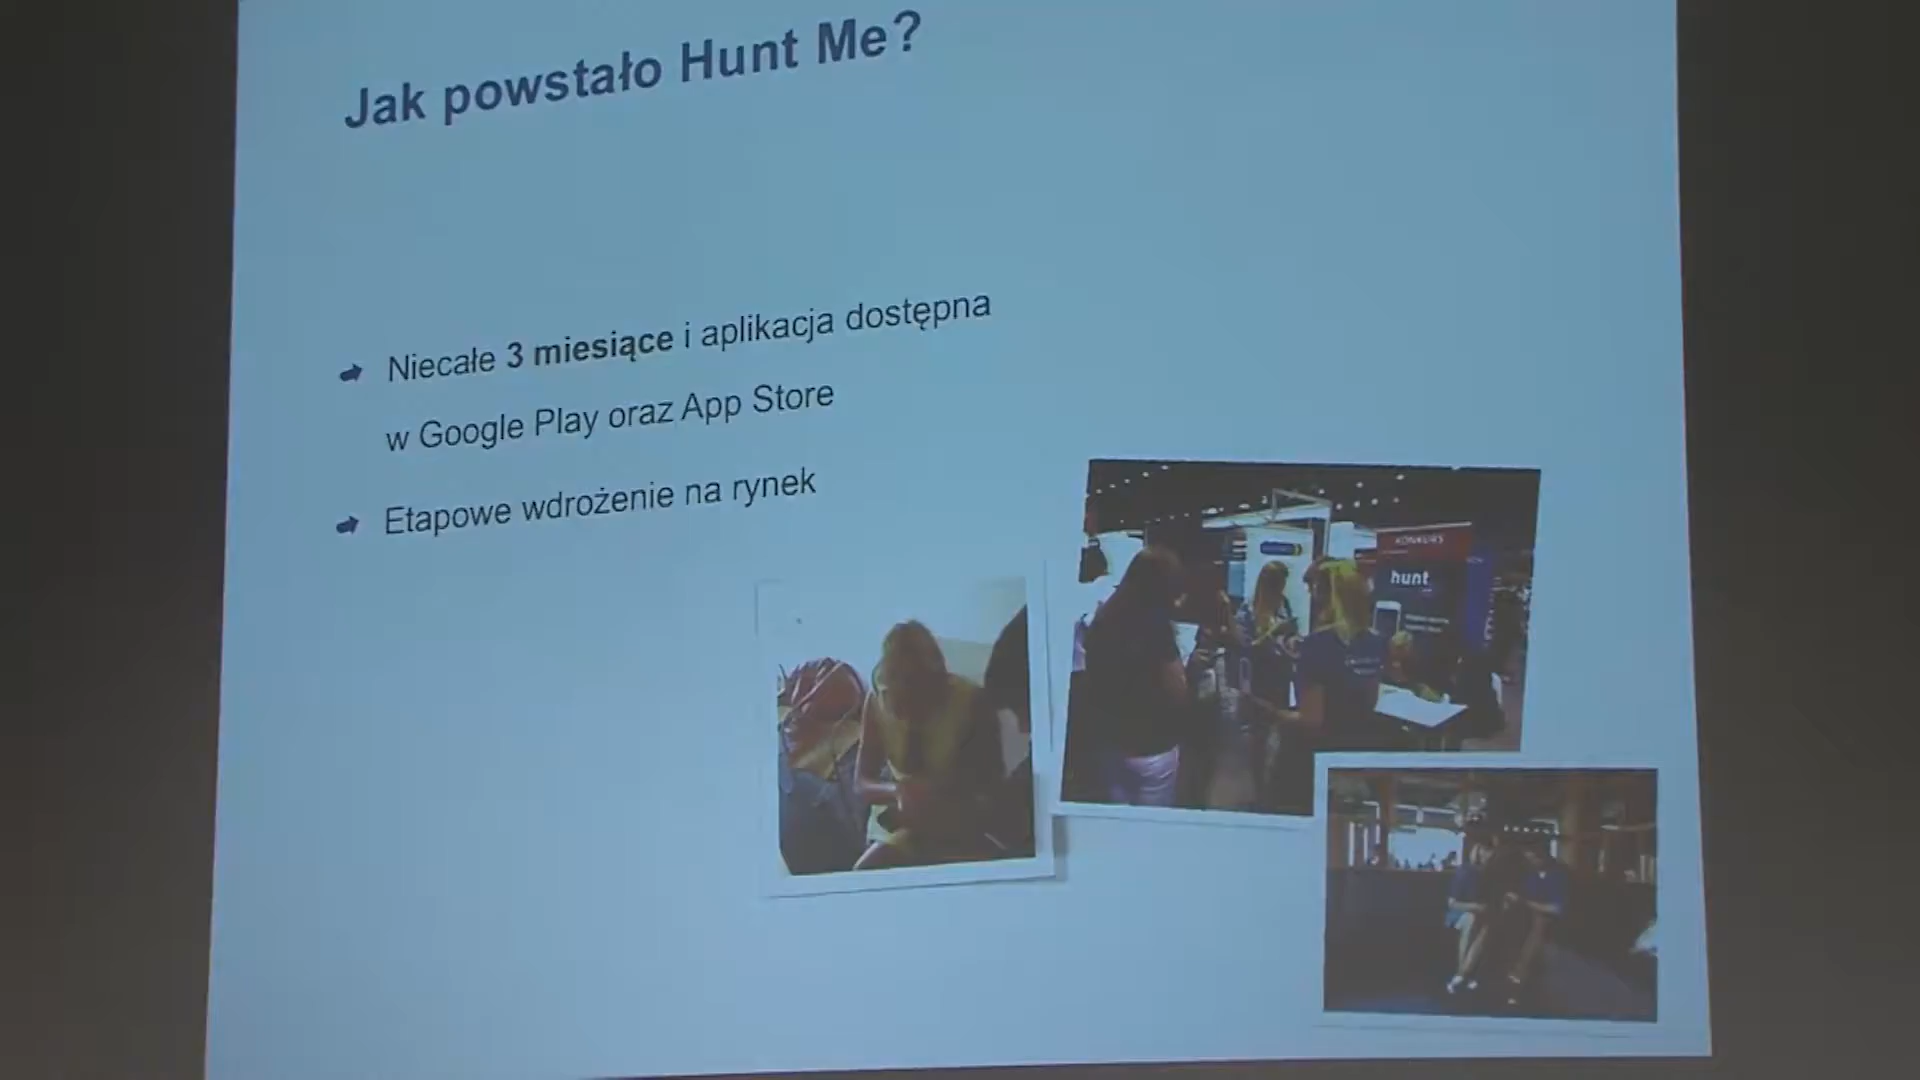 Jak powstało Hunt Me?
Niecałe 3 miesiące i aplikacja dostępna
w Google Play oraz App Store
Etapowe wdrożenie na rynek
KONKURS
hunt